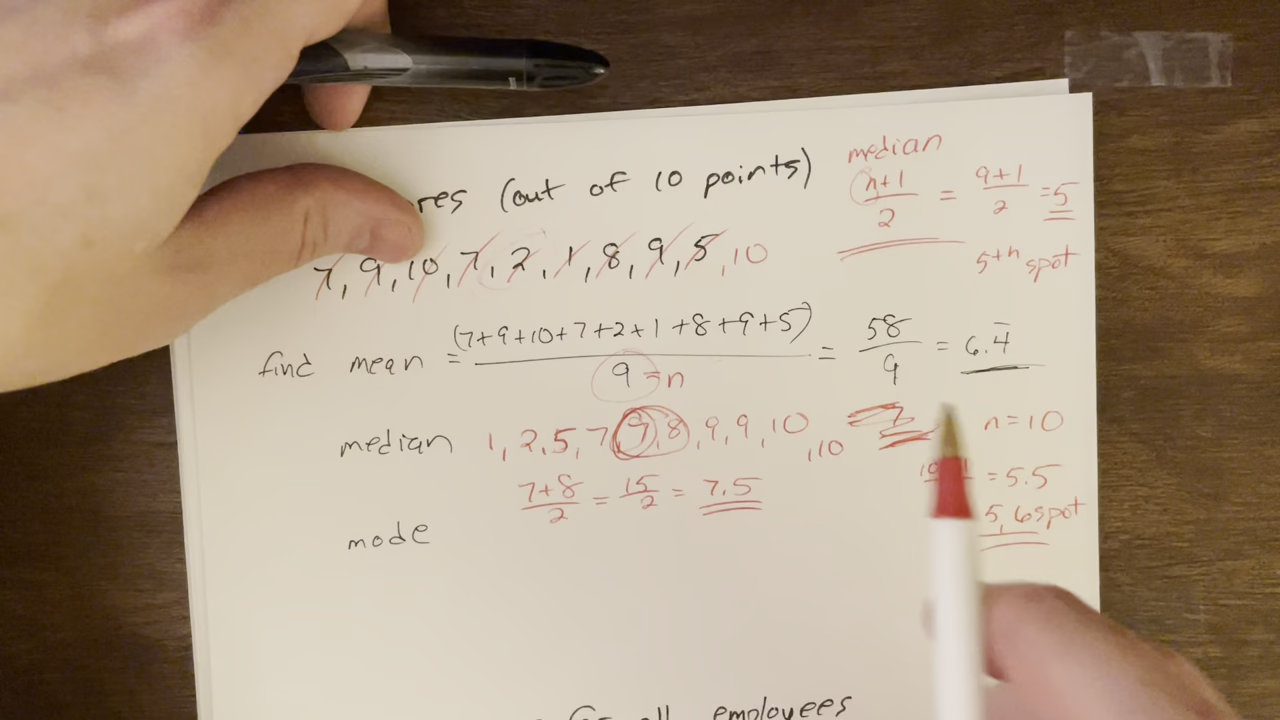 res (out of 10 points)
7, 9, 10, 7, 2, 1, 8, 9, 5, 10
median
n+1/2 = 9+1/2 = 5
5th spot
find mean = (7+9+10+7+2+1+8+9+5)/9 = n = 58/9 = 6.4̅
median 1, 2, 5, 7, 7, 8, 9, 9, 10, 10
n=10
7+8/2 = 15/2 = 7.5
= 5.5
5, 6 spot
mode
all employees